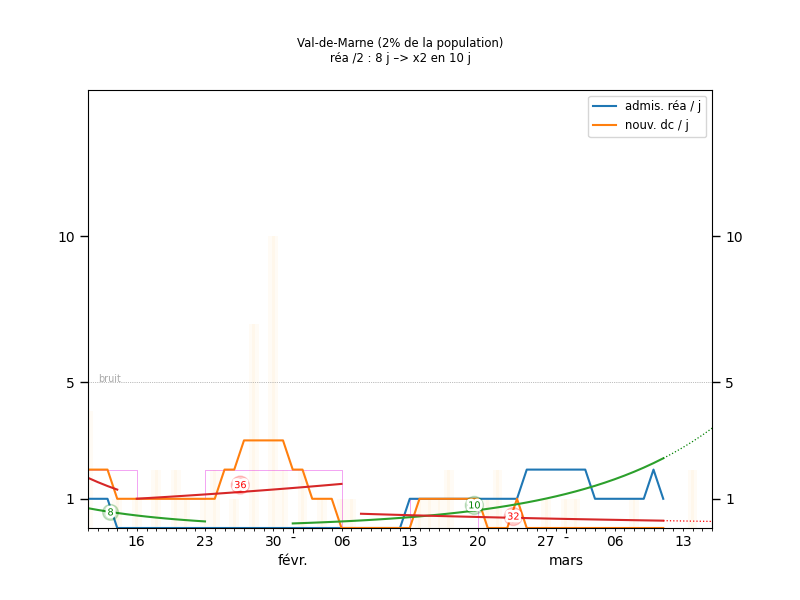 Val-de-Marne (2% de la population)
réa /2 : 8 j –> x2 en 10 j
admis. réa / j
nouv. dc / j
10
10
bruit
5
5
36
8
10
32
1
1
16
23
30
06
13
20
27
06
13
févr.
mars